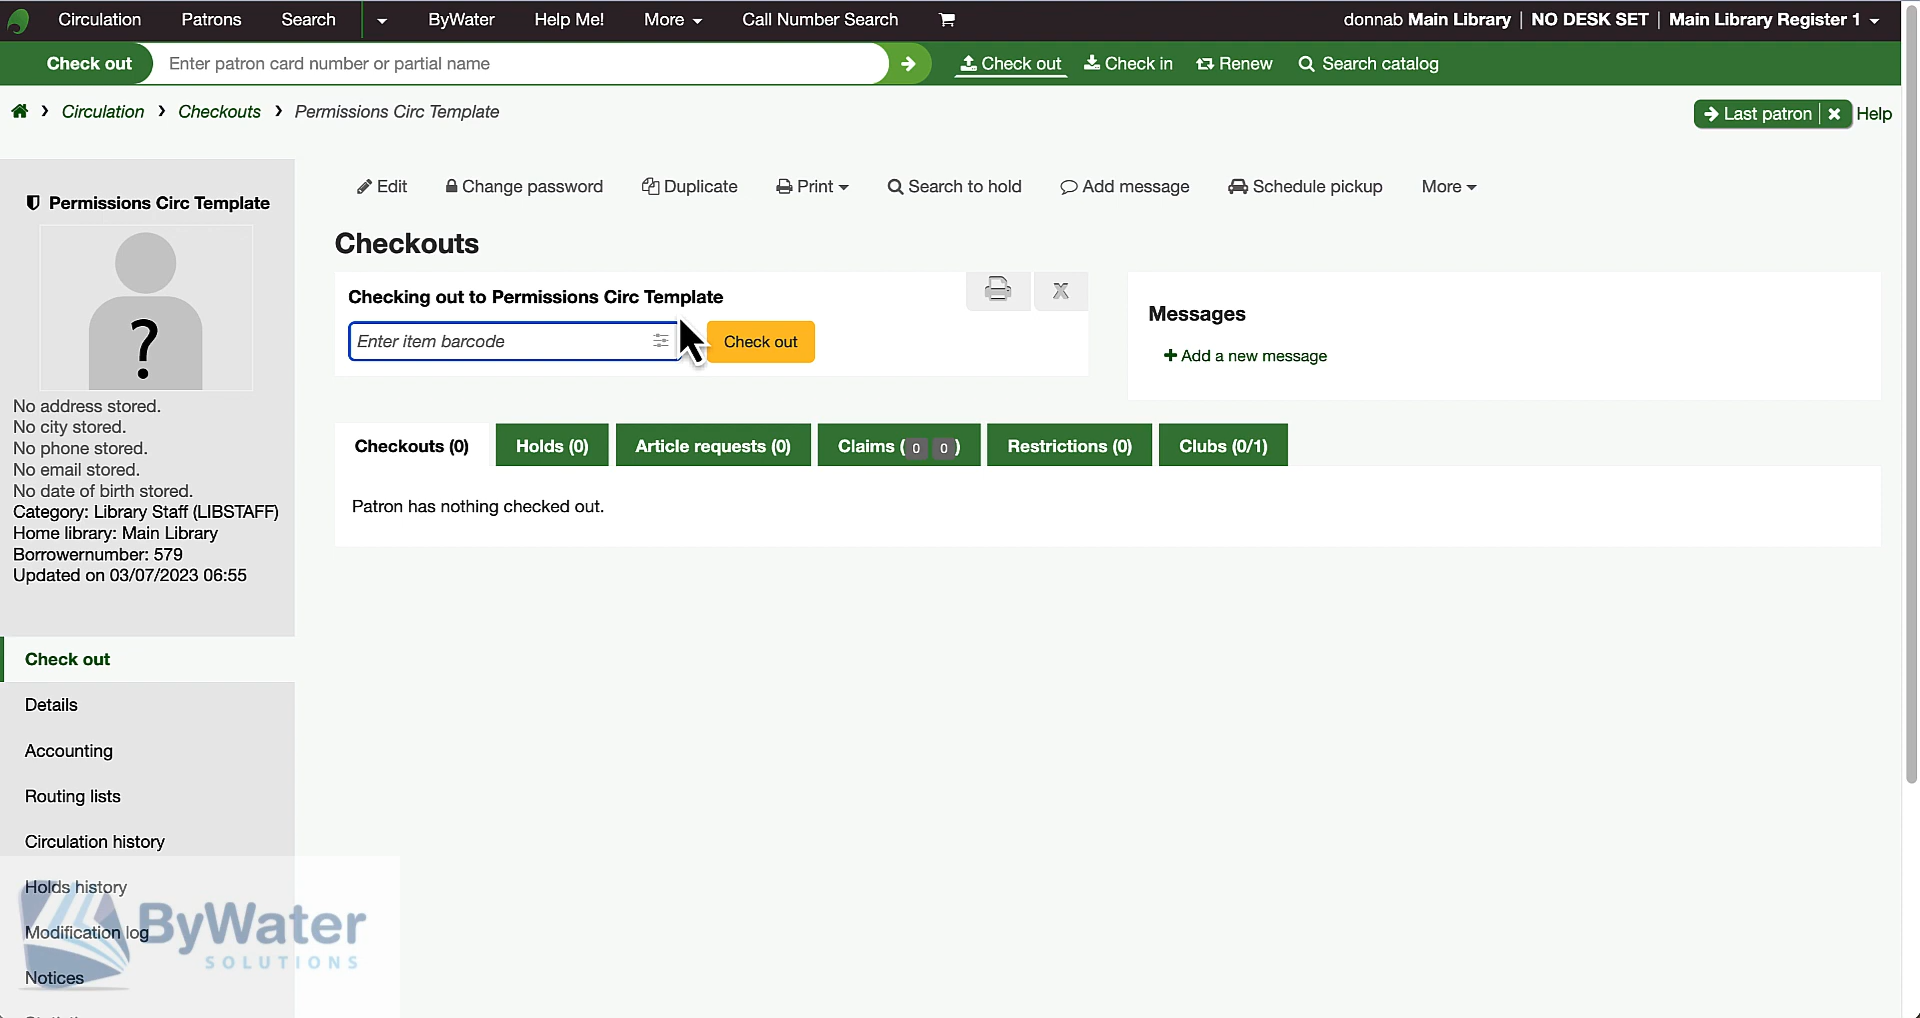 Circulation Patrons Search ByWater Help Me! More Call Number Search donnab Main Library | NO DESK SET | Main Library Register 1
Check out Enter patron card number or partial name Check out Check in Renew Search catalog
Circulation Checkouts Permissions Circ Template Last patron Help
Edit Change password Duplicate Print Search to hold Add message Schedule pickup More
Permissions Circ Template
?
No address stored.
No city stored.
No phone stored.
No email stored.
No date of birth stored.
Category: Library Staff (LIBSTAFF)
Home library: Main Library
Borrowernumber: 579
Updated on 03/07/2023 06:55
Checkouts
Checking out to Permissions Circ Template
X
Enter item barcode Check out
Messages
+ Add a new message
Checkouts (0) Holds (0) Article requests (0) Claims ( 0 0 ) Restrictions (0) Clubs (0/1)
Patron has nothing checked out.
Check out
Details
Accounting
Routing lists
Circulation history
Holds history
Modification log
Notices
ByWater
SOLUTIONS